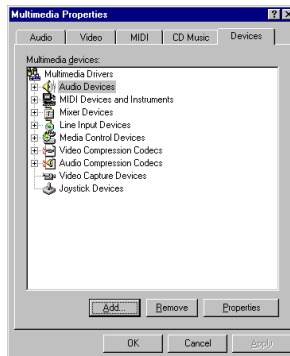 Multimedia Properties
Audio Video MIDI CD Music Devices
Multimedia devices:
Multimedia Drivers
Audio Devices
MIDI Devices and Instruments
Mixer Devices
Line Input Devices
Media Control Devices
Video Compression Codecs
Audio Compression Codecs
Video Capture Devices
Joystick Devices
Add... Remove Properties
OK Cancel Apply